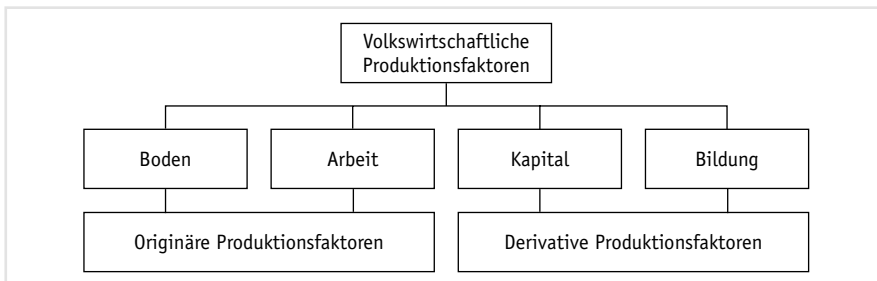 Volkswirtschaftliche
Produktionsfaktoren
Boden
Arbeit
Kapital
Bildung
Originäre Produktionsfaktoren
Derivative Produktionsfaktoren